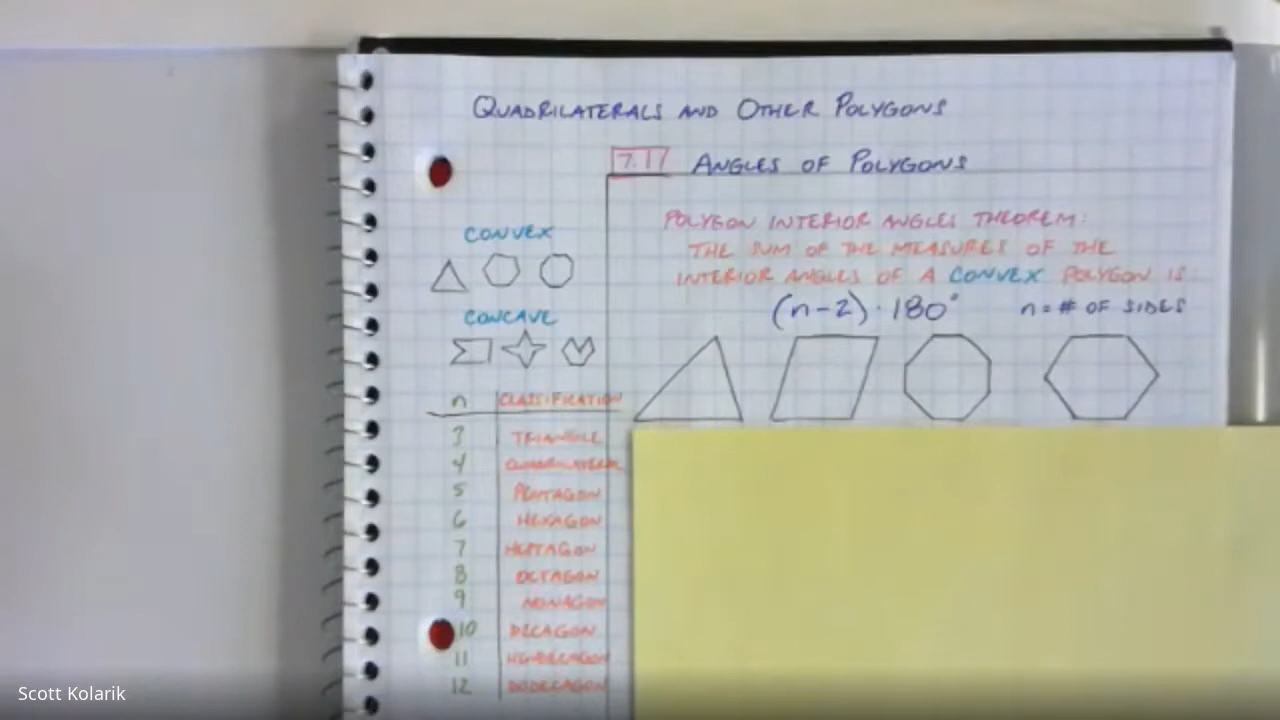 QUADRILATERALS AND OTHER POLYGONS
7.1 ANGLES OF POLYGONS
CONVEX
CONCAVE
n CLASSIFICATION
3 TRIANGLE
4 QUADRILATERAL
5 PENTAGON
6 HEXAGON
7 HEPTAGON
8 OCTAGON
9 NONAGON
10 DECAGON
11
12 DODECAGON
POLYGON INTERIOR ANGLES THEOREM:
THE SUM OF THE MEASURES OF THE
INTERIOR ANGLES OF A CONVEX POLYGON IS
(n-2)·180° n = # OF SIDES
Scott Kolarik